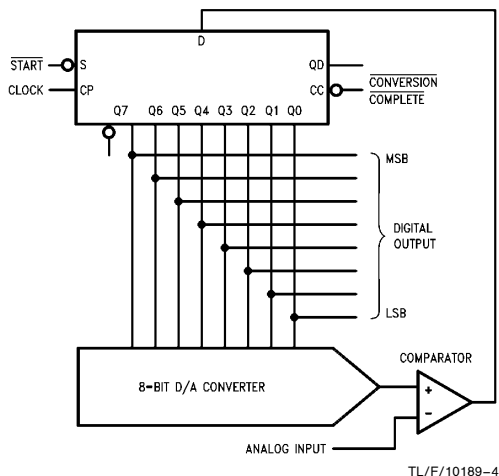 D
START
S
QD
CLOCK
CP
CC
CONVERSION
COMPLETE
Q7 Q6 Q5 Q4 Q3 Q2 Q1 Q0
MSB
DIGITAL
OUTPUT
LSB
8-BIT D/A CONVERTER
COMPARATOR
+
−
ANALOG INPUT
TL/F/10189-4